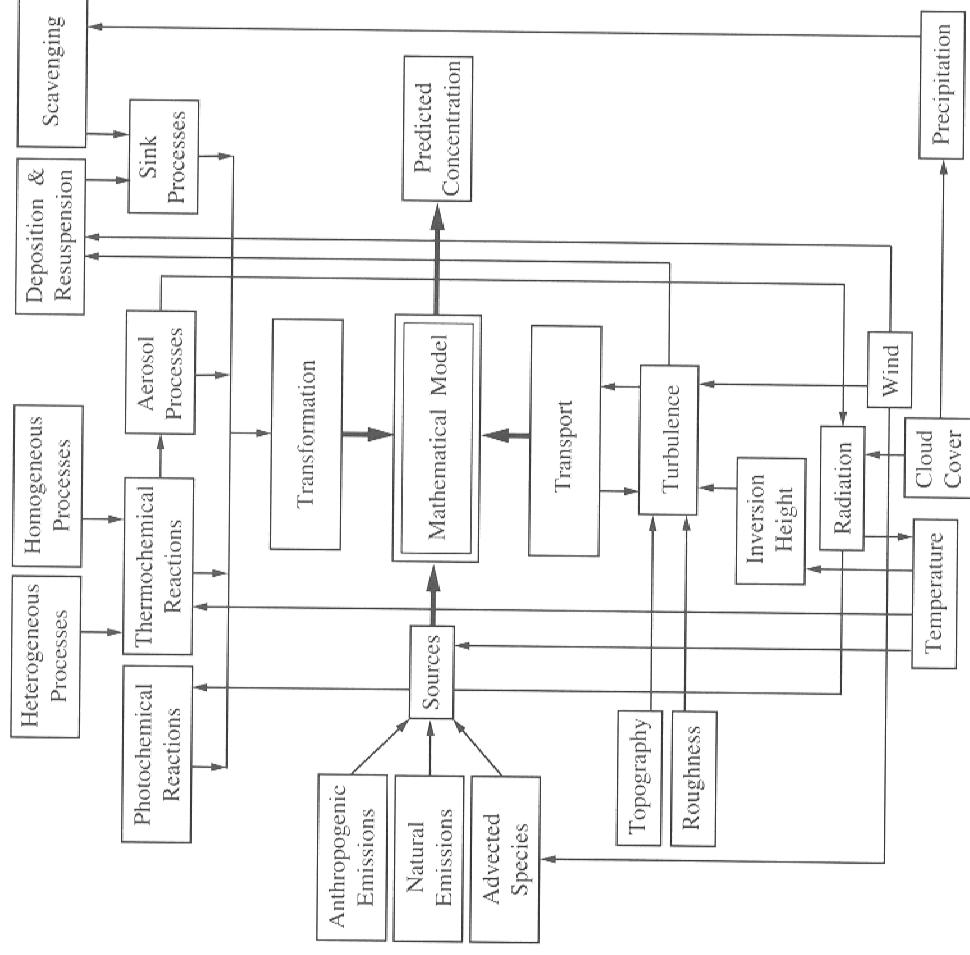 Scavenging
Deposition &
Resuspension
Sink
Processes
Homogeneous
Processes
Heterogeneous
Processes
Aerosol
Processes
Thermochemical
Reactions
Photochemical
Reactions
Transformation
Predicted
Concentration
Mathematical Model
Sources
Anthropogenic
Emissions
Natural
Emissions
Advected
Species
Transport
Turbulence
Topography
Roughness
Inversion
Height
Radiation
Wind
Cloud
Cover
Temperature
Precipitation